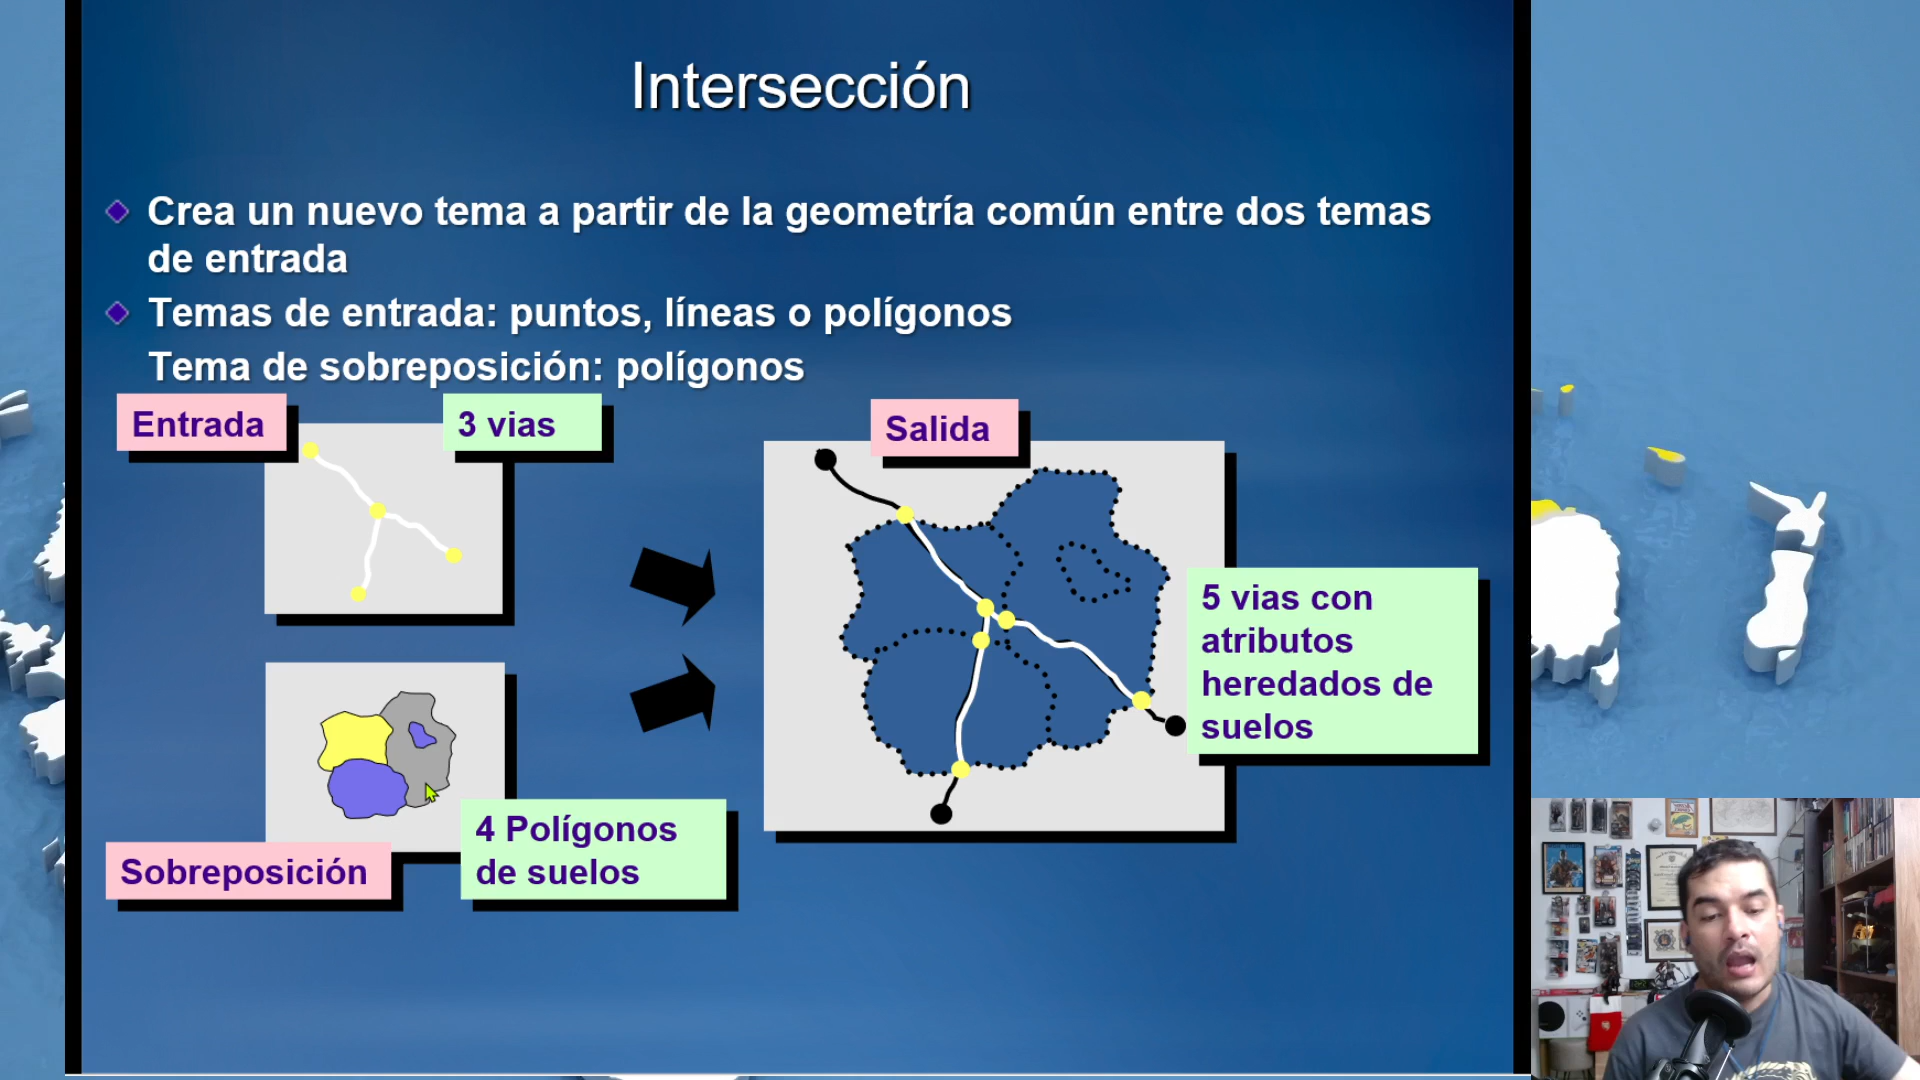 Intersección
Crea un nuevo tema a partir de la geometría común entre dos temas
de entrada
Temas de entrada: puntos, líneas o polígonos
Tema de sobreposición: polígonos
Entrada
3 vias
Salida
5 vias con
atributos
heredados de
suelos
4 Polígonos
de suelos
Sobreposición